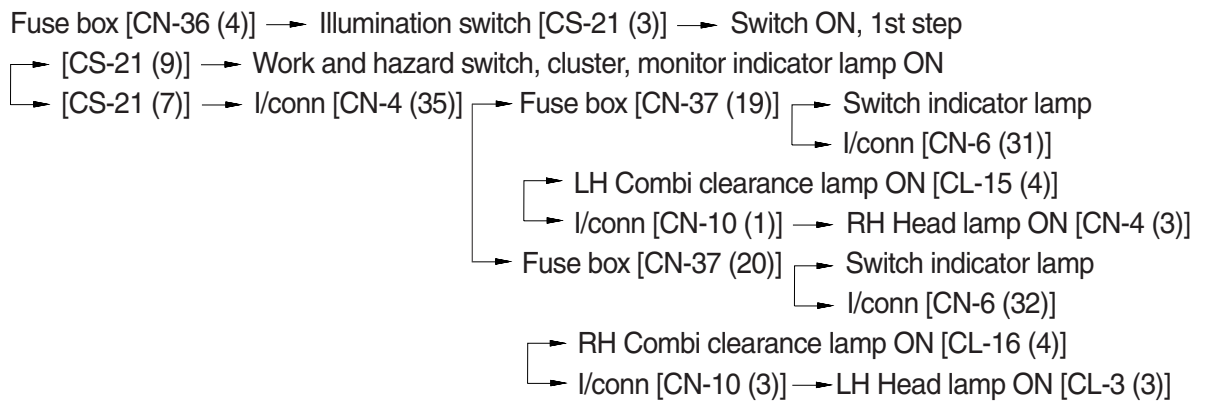 Fuse box [CN-36 (4)] → Illumination switch [CS-21 (3)] → Switch ON, 1st step
→ [CS-21 (9)] → Work and hazard switch, cluster, monitor indicator lamp ON
→ [CS-21 (7)] → I/conn [CN-4 (35)] → Fuse box [CN-37 (19)] → Switch indicator lamp
→ I/conn [CN-6 (31)]
→ LH Combi clearance lamp ON [CL-15 (4)]
→ I/conn [CN-10 (1)] → RH Head lamp ON [CN-4 (3)]
→ Fuse box [CN-37 (20)] → Switch indicator lamp
→ I/conn [CN-6 (32)]
→ RH Combi clearance lamp ON [CL-16 (4)]
→ I/conn [CN-10 (3)] → LH Head lamp ON [CL-3 (3)]